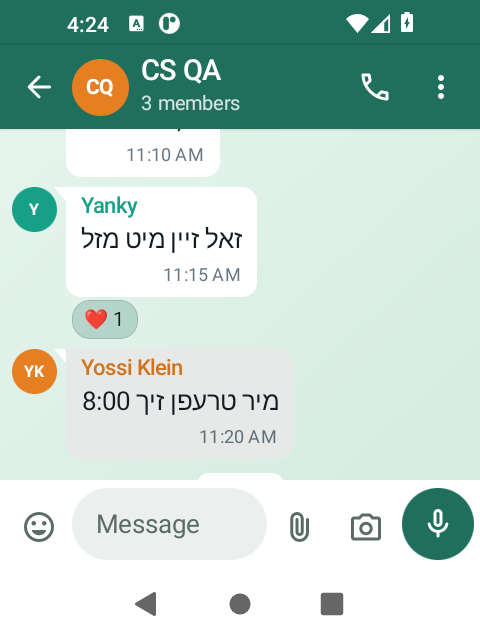 4:24
CQ
CS QA
3 members
11:10 AM
Y
Yanky
זאל זיין מיט מזל
11:15 AM
❤️ 1
YK
Yossi Klein
מיר טרעפן זיך 8:00
11:20 AM
Message